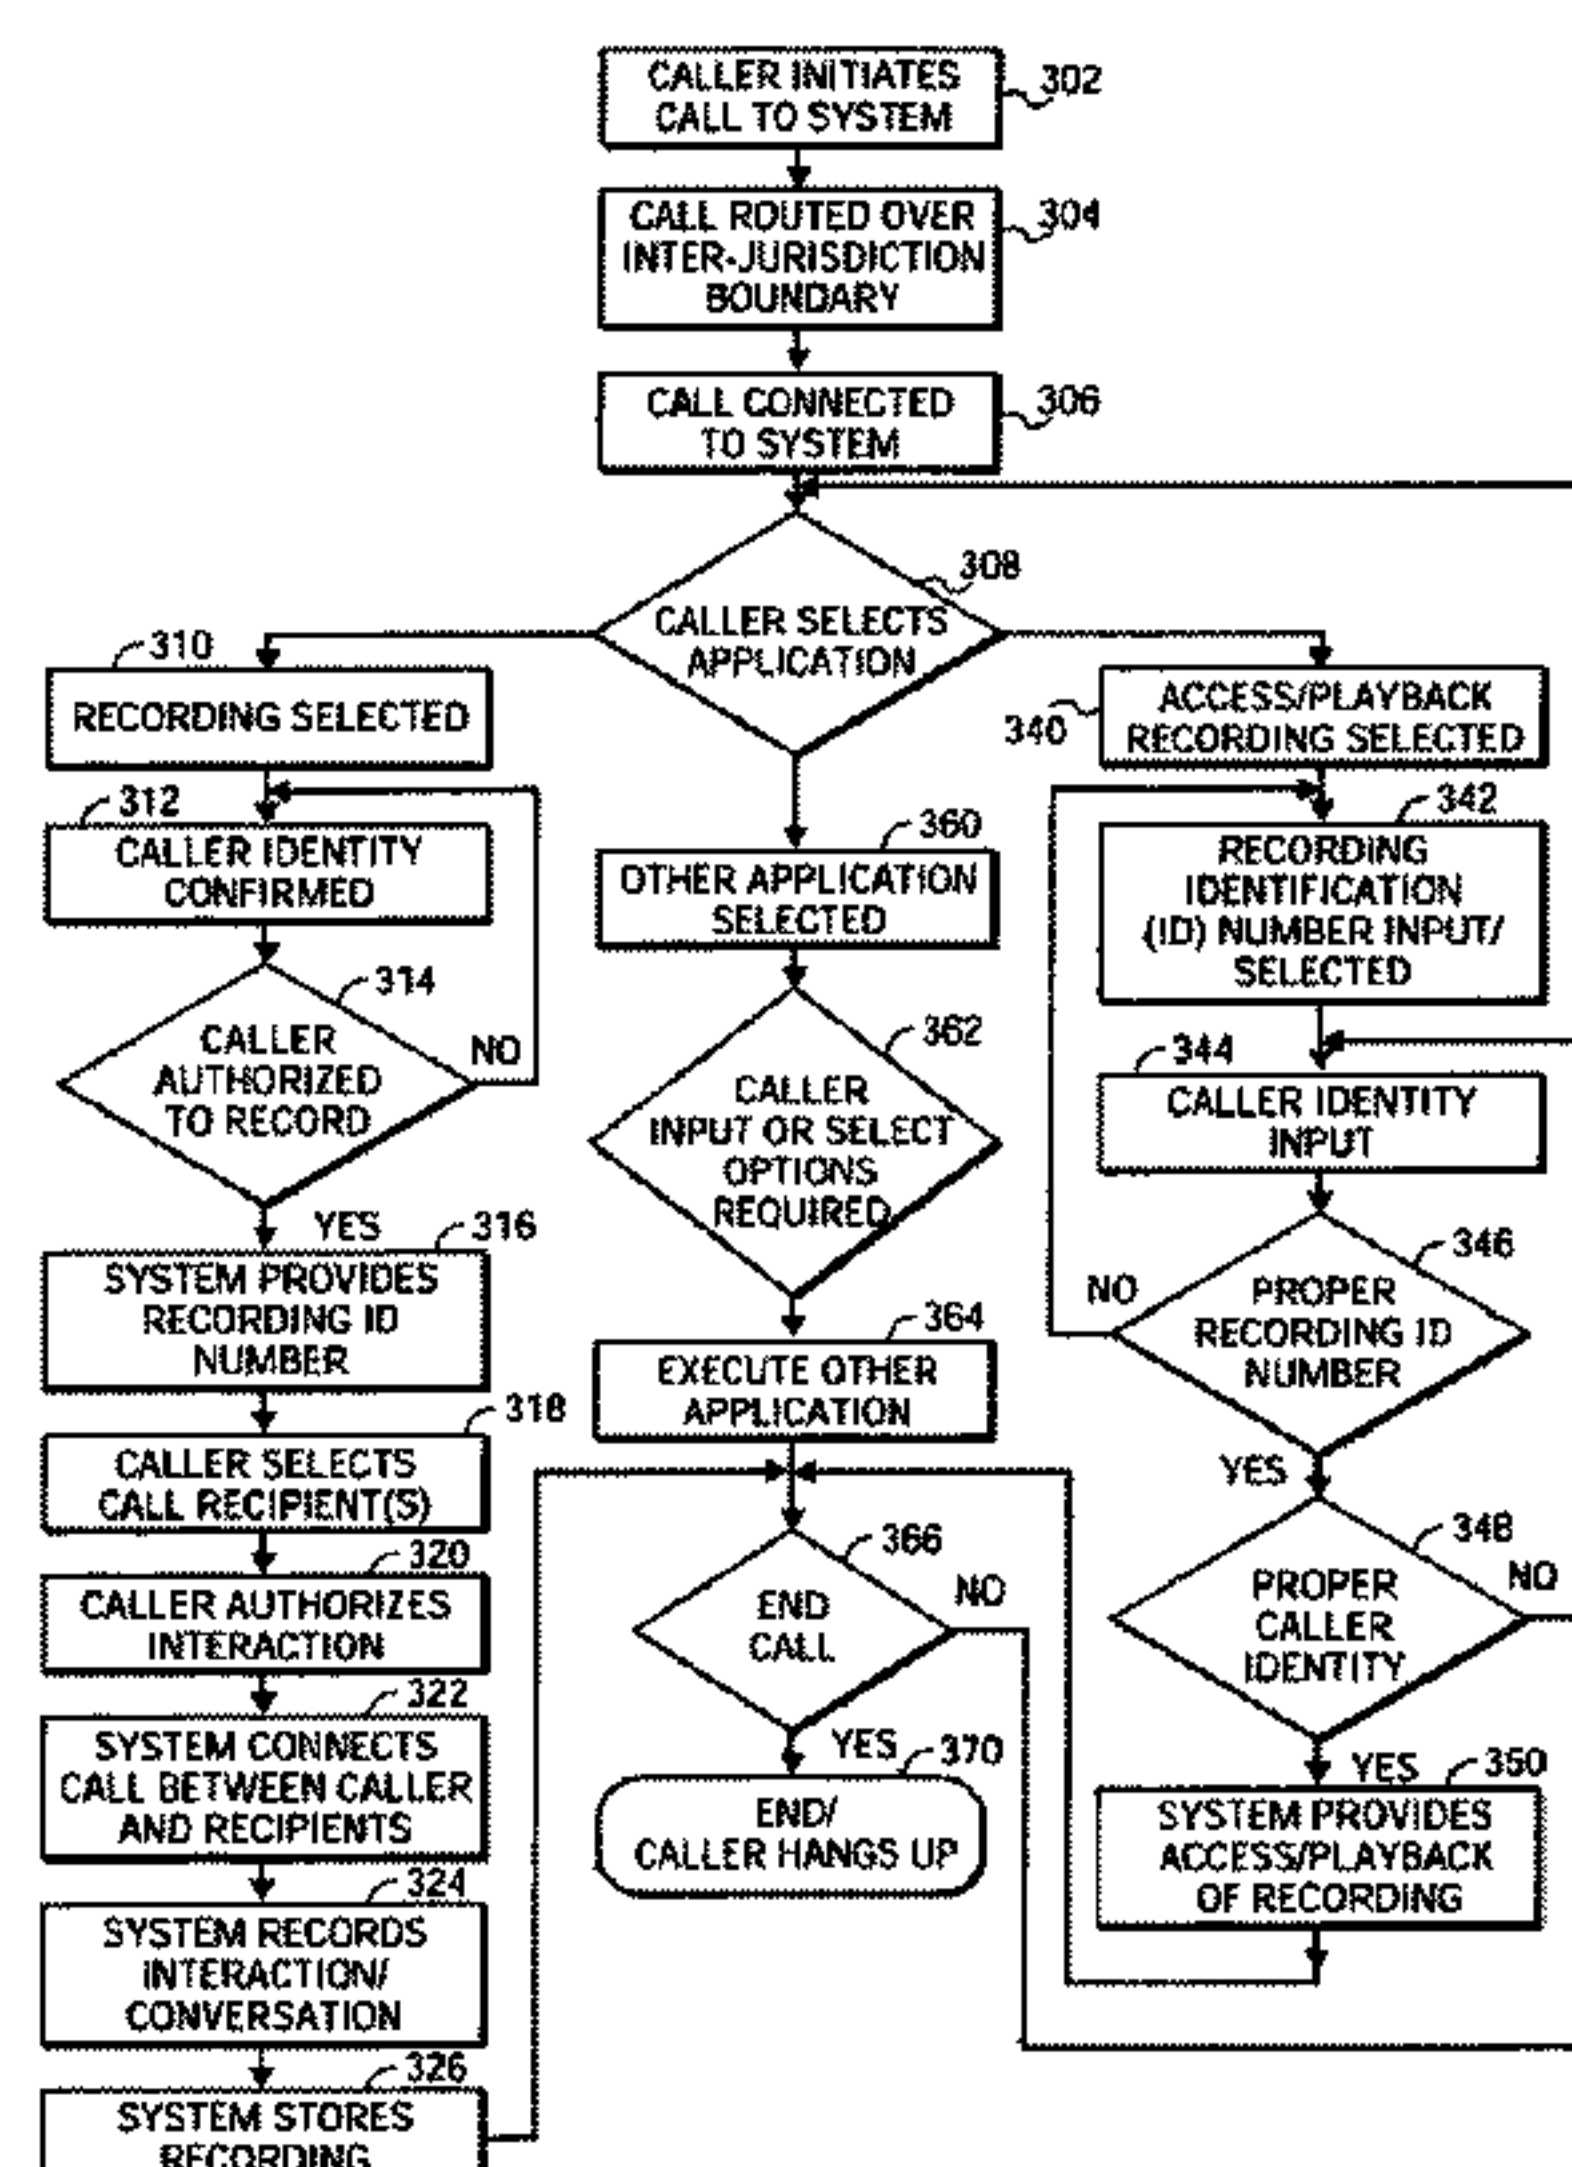 CALLER INITIATES
CALL TO SYSTEM
302
CALL ROUTED OVER
INTER-JURISDICTION
BOUNDARY
304
CALL CONNECTED
TO SYSTEM
306
308
CALLER SELECTS
APPLICATION
310
RECORDING SELECTED
312
CALLER IDENTITY
CONFIRMED
314
CALLER
AUTHORIZED
TO RECORD
NO
YES
316
SYSTEM PROVIDES
RECORDING ID
NUMBER
318
CALLER SELECTS
CALL RECIPIENT(S)
320
CALLER AUTHORIZES
INTERACTION
322
SYSTEM CONNECTS
CALL BETWEEN CALLER
AND RECIPIENTS
324
SYSTEM RECORDS
INTERACTION/
CONVERSATION
326
SYSTEM STORES
RECORDING
360
OTHER APPLICATION
SELECTED
362
CALLER
INPUT OR SELECT
OPTIONS
REQUIRED
364
EXECUTE OTHER
APPLICATION
366
END
CALL
NO
YES
370
END/
CALLER HANGS UP
340
ACCESS/PLAYBACK
RECORDING SELECTED
342
RECORDING
IDENTIFICATION
(ID) NUMBER INPUT/
SELECTED
344
CALLER IDENTITY
INPUT
346
NO
PROPER
RECORDING ID
NUMBER
YES
348
NO
PROPER
CALLER
IDENTITY
YES
350
SYSTEM PROVIDES
ACCESS/PLAYBACK
OF RECORDING